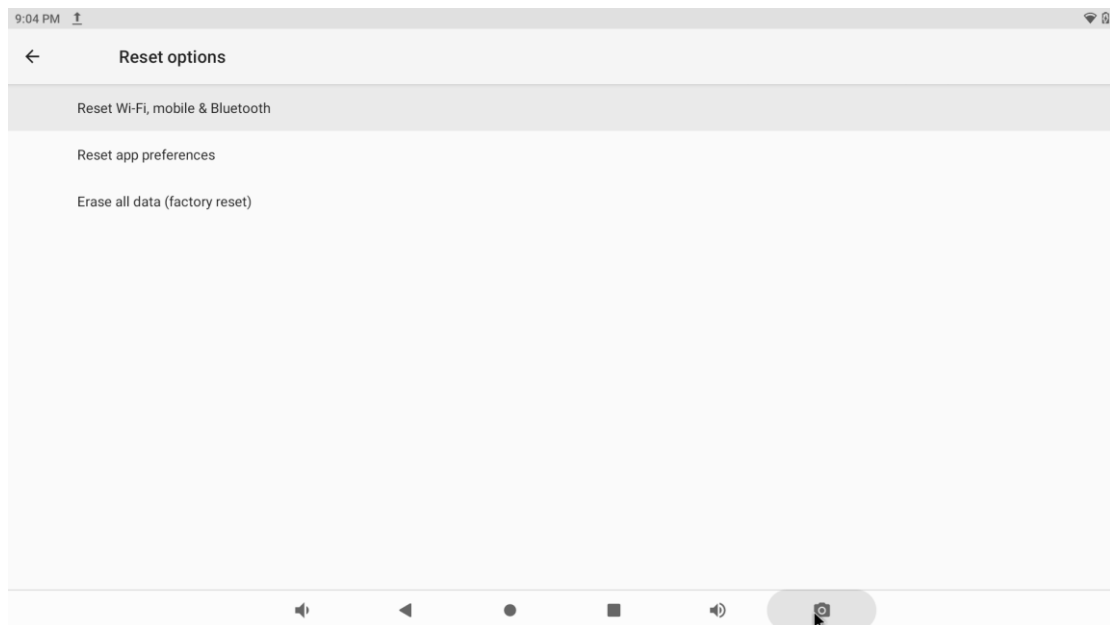 9:04 PM
Reset options
Reset Wi-Fi, mobile & Bluetooth
Reset app preferences
Erase all data (factory reset)